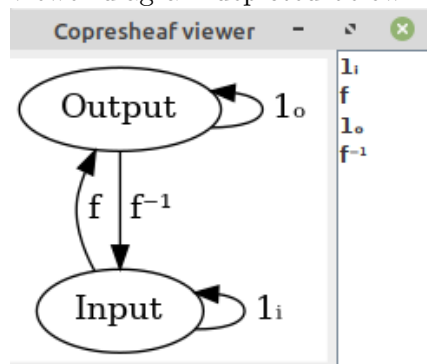 Copresheaf viewer
Output 1ₒ
f f⁻¹
Input 1ᵢ
1ᵢ
f
1ₒ
f⁻¹